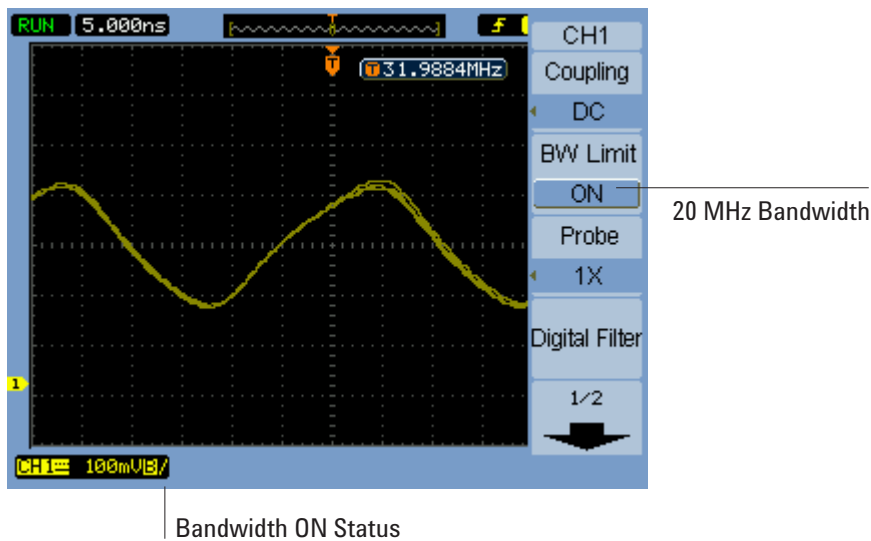 RUN 5.000ns
T
T 31.9884MHz
CH1
Coupling
DC
BW Limit
ON
20 MHz Bandwidth
Probe
1X
Digital Filter
1
1/2
CH1 100mV B/
Bandwidth ON Status